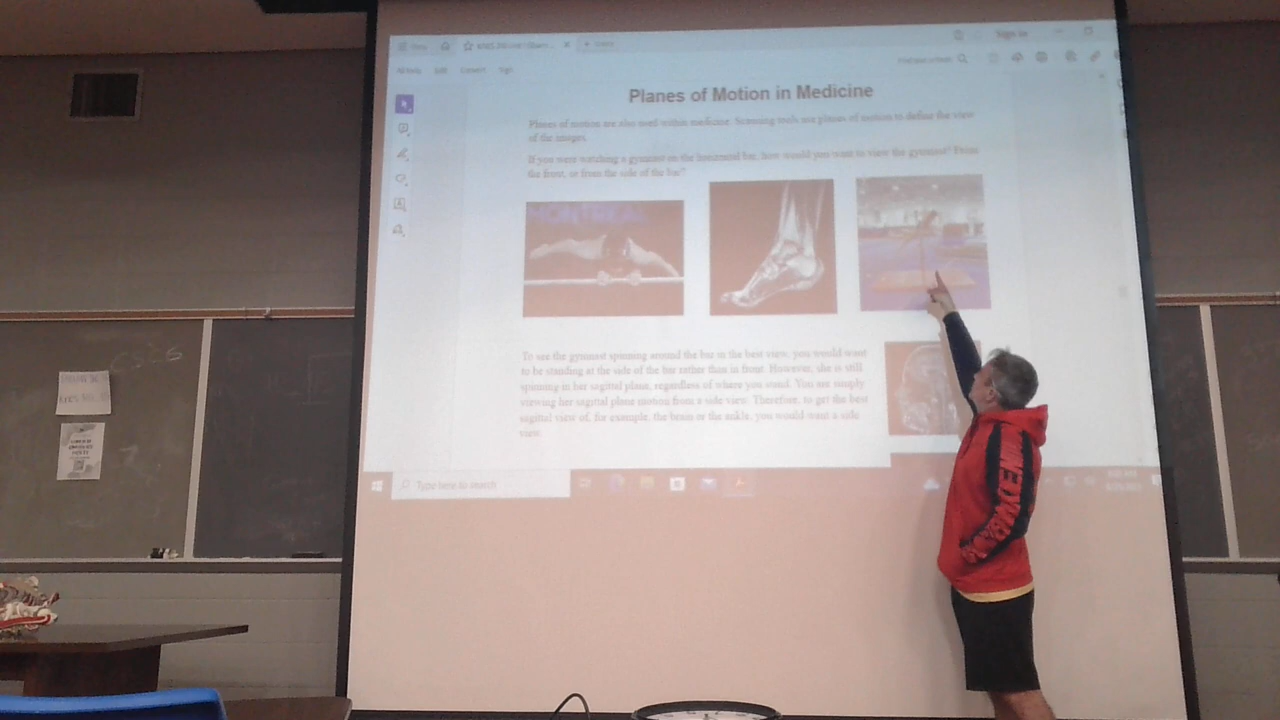 Sign in
Convert
Planes of Motion in Medicine
Planes of motion are also used within medicine. Scanning tools use planes of motion to define the view
of the images.
If you were watching a gymnast on the horizontal bar, how would you want to view the gymnast? From
the front, or from the side of the bar?
MONTREAL
To see the gymnast spinning around the bar in the best view, you would want
to be standing at the side of the bar rather than in front. However, she is still
spinning in her sagittal plane, regardless of where you stand. You are simply
viewing her sagittal plane motion from a side view. Therefore, to get the best
sagittal view of, for example, the brain or the ankle, you would want a side
view.
Type here to search